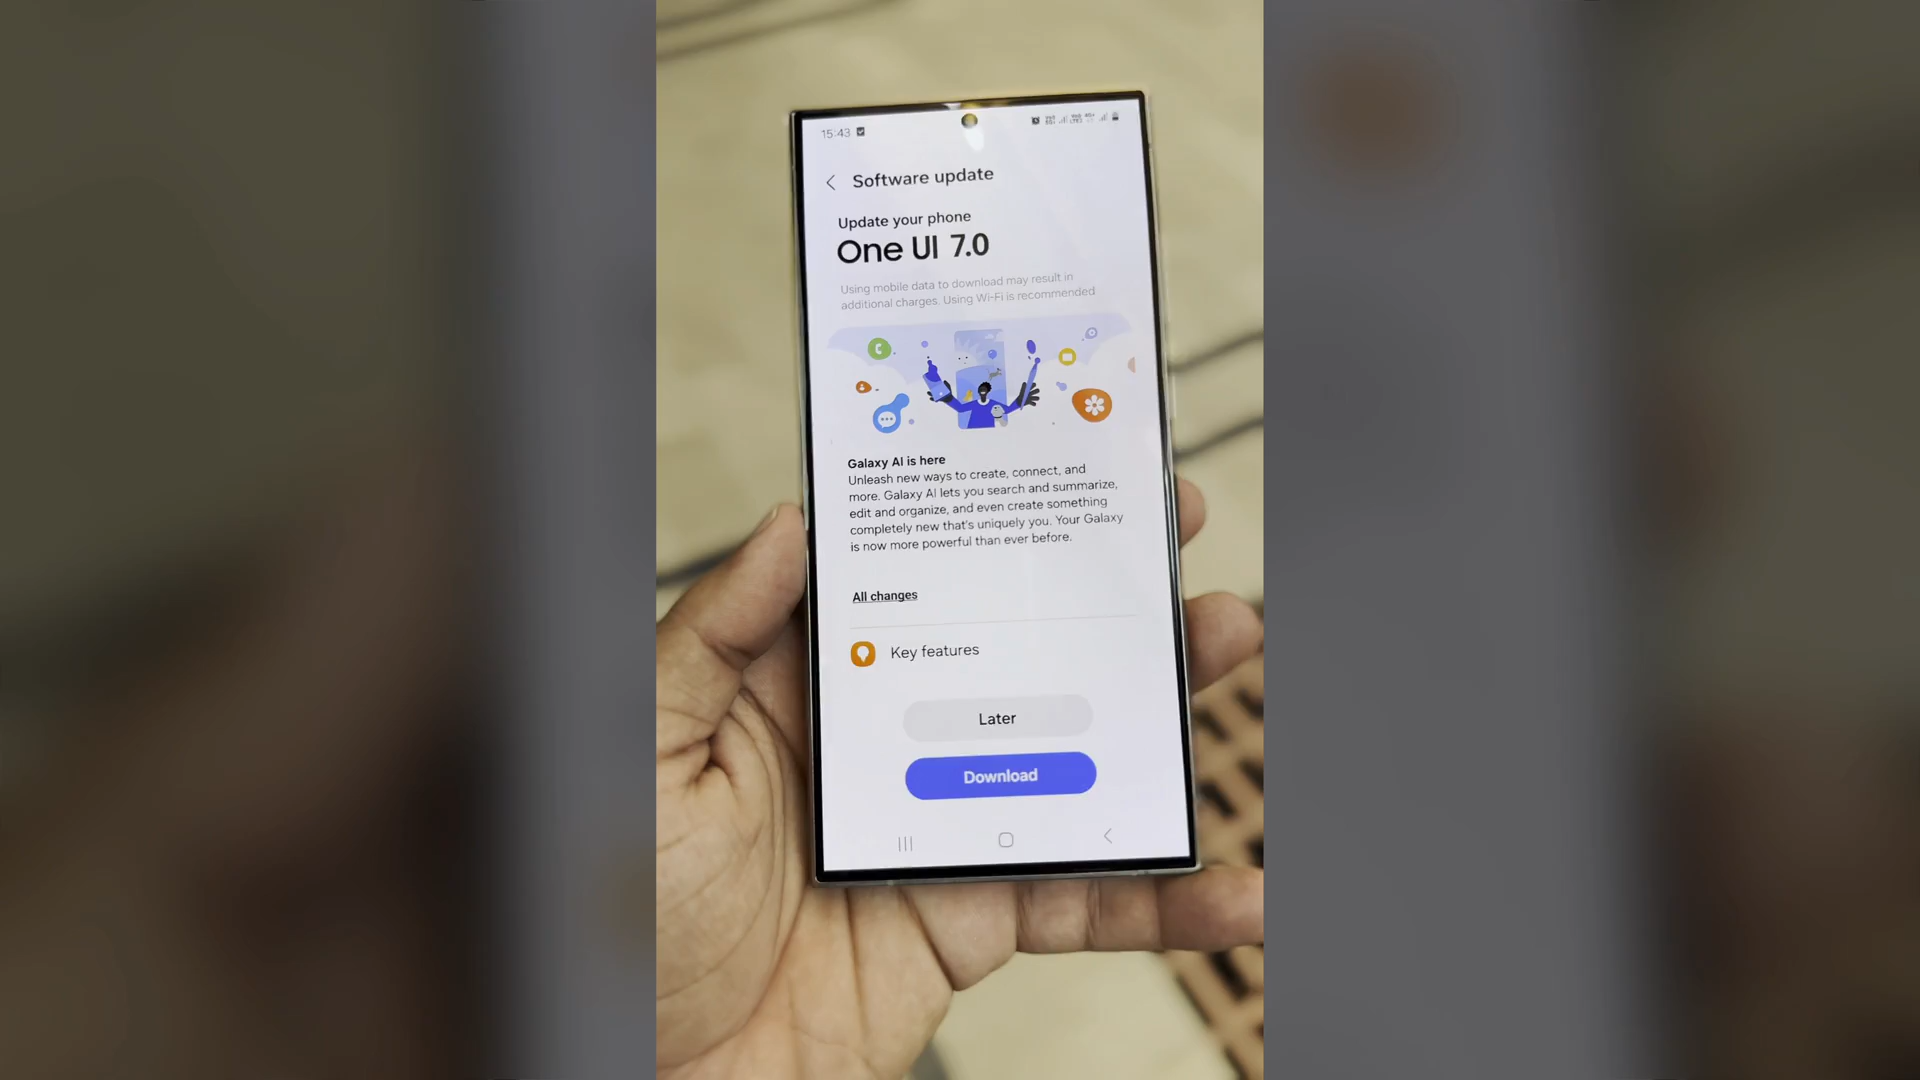 15:43
Software update
Update your phone
One UI 7.0
Using mobile data to download may result in
additional charges. Using Wi-Fi is recommended
Galaxy AI is here
Unleash new ways to create, connect, and
more. Galaxy AI lets you search and summarize,
edit and organize, and even create something
completely new that's uniquely you. Your Galaxy
is now more powerful than ever before.
All changes
Key features
Later
Download